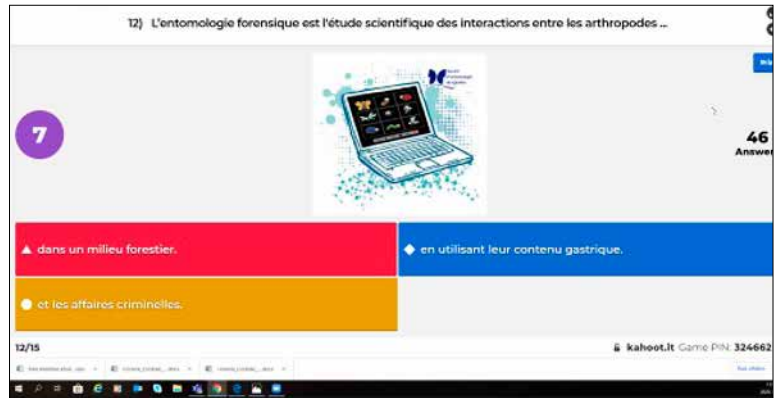 12) L'entomologie forensique est l'étude scientifique des interactions entre les arthropodes ...
7
46
Answer
dans un milieu forestier.
en utilisant leur contenu gastrique.
et les affaires criminelles.
12/15
kahoot.it Game PIN: 324662